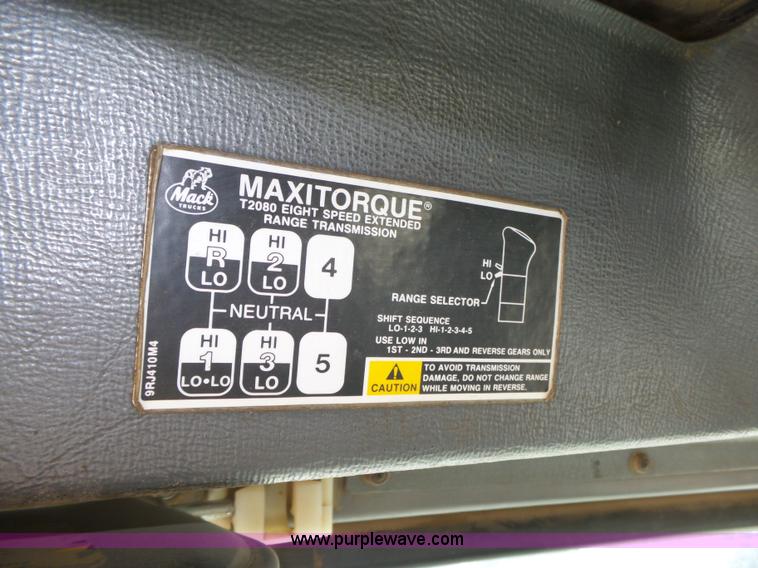 Mack
TRUCKS
MAXITORQUE®
T2080 EIGHT SPEED EXTENDED
RANGE TRANSMISSION
HI HI
R 2 4
LO LO
NEUTRAL
HI HI
1 3 5
LO•LO LO
HI
LO
RANGE SELECTOR
SHIFT SEQUENCE
LO-1-2-3 HI-1-2-3-4-5
USE LOW IN
1ST - 2ND - 3RD AND REVERSE GEARS ONLY
CAUTION
TO AVOID TRANSMISSION
DAMAGE, DO NOT CHANGE RANGE
WHILE MOVING IN REVERSE.
9RJ410M4
www.purplewave.com